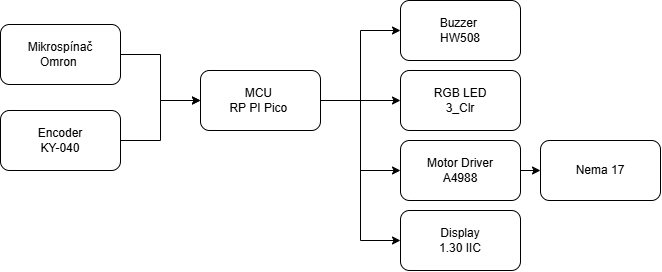 Mikrospínač
Omron
Encoder
KY-040
MCU
RP PI Pico
Buzzer
HW508
RGB LED
3_Clr
Motor Driver
A4988
Nema 17
Display
1.30 IIC